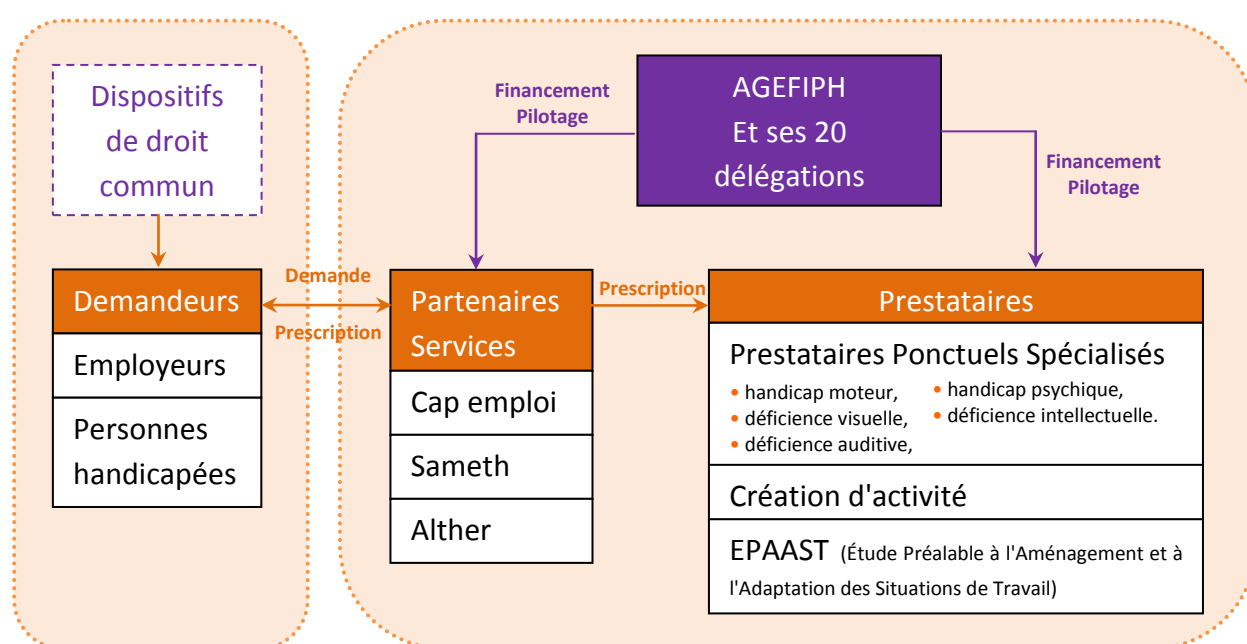 Dispositifs
de droit
commun
Financement
Pilotage
AGEFIPH
Et ses 20
délégations
Financement
Pilotage
Demandeurs
Employeurs
Personnes
handicapées
Demande
Prescription
Partenaires
Services
Cap emploi
Sameth
Alther
Prescription
Prestataires
Prestataires Ponctuels Spécialisés
• handicap moteur,
• déficience visuelle,
• déficience auditive,
• handicap psychique,
• déficience intellectuelle.
Création d'activité
EPAAST (Étude Préalable à l'Aménagement et à
l'Adaptation des Situations de Travail)